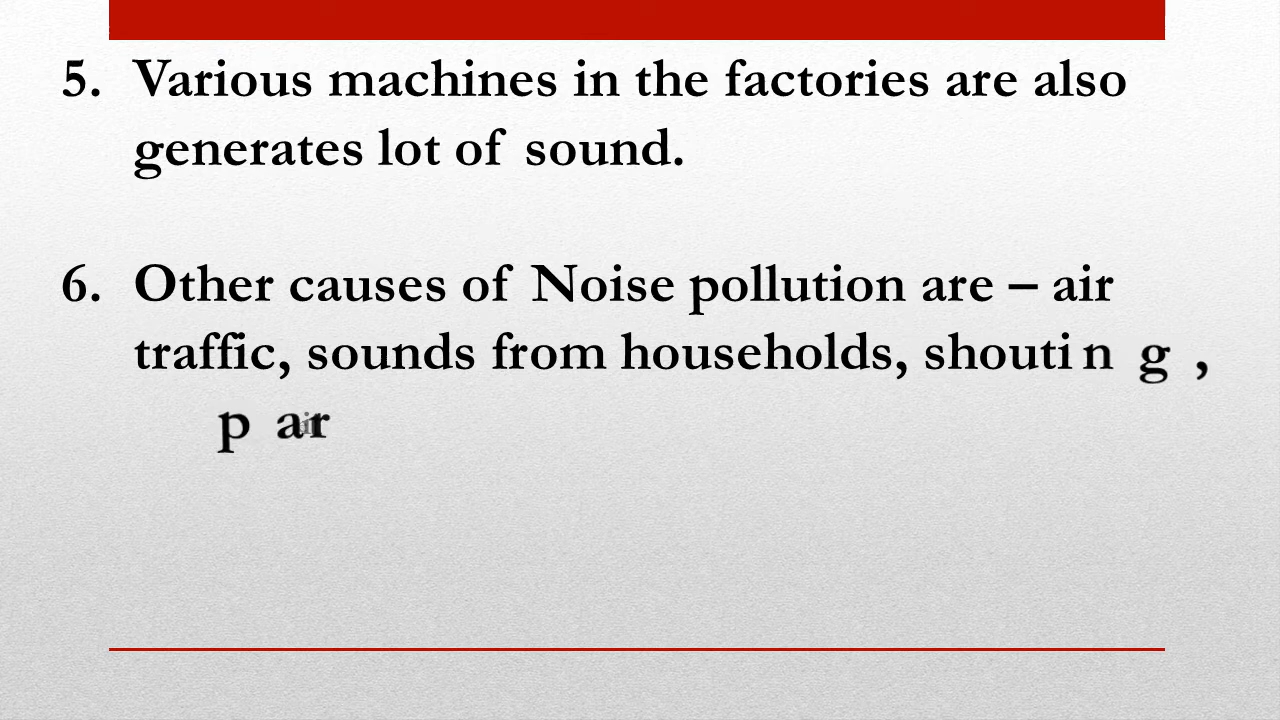 5. Various machines in the factories are also
generates lot of sound.
6. Other causes of Noise pollution are – air
traffic, sounds from households, shouting,